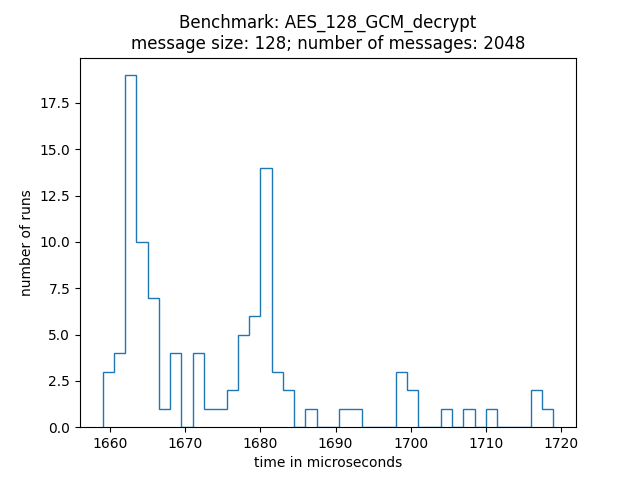 Benchmark: AES_128_GCM_decrypt
message size: 128; number of messages: 2048
number of runs
17.5
15.0
12.5
10.0
7.5
5.0
2.5
0.0
1660 1670 1680 1690 1700 1710 1720
time in microseconds